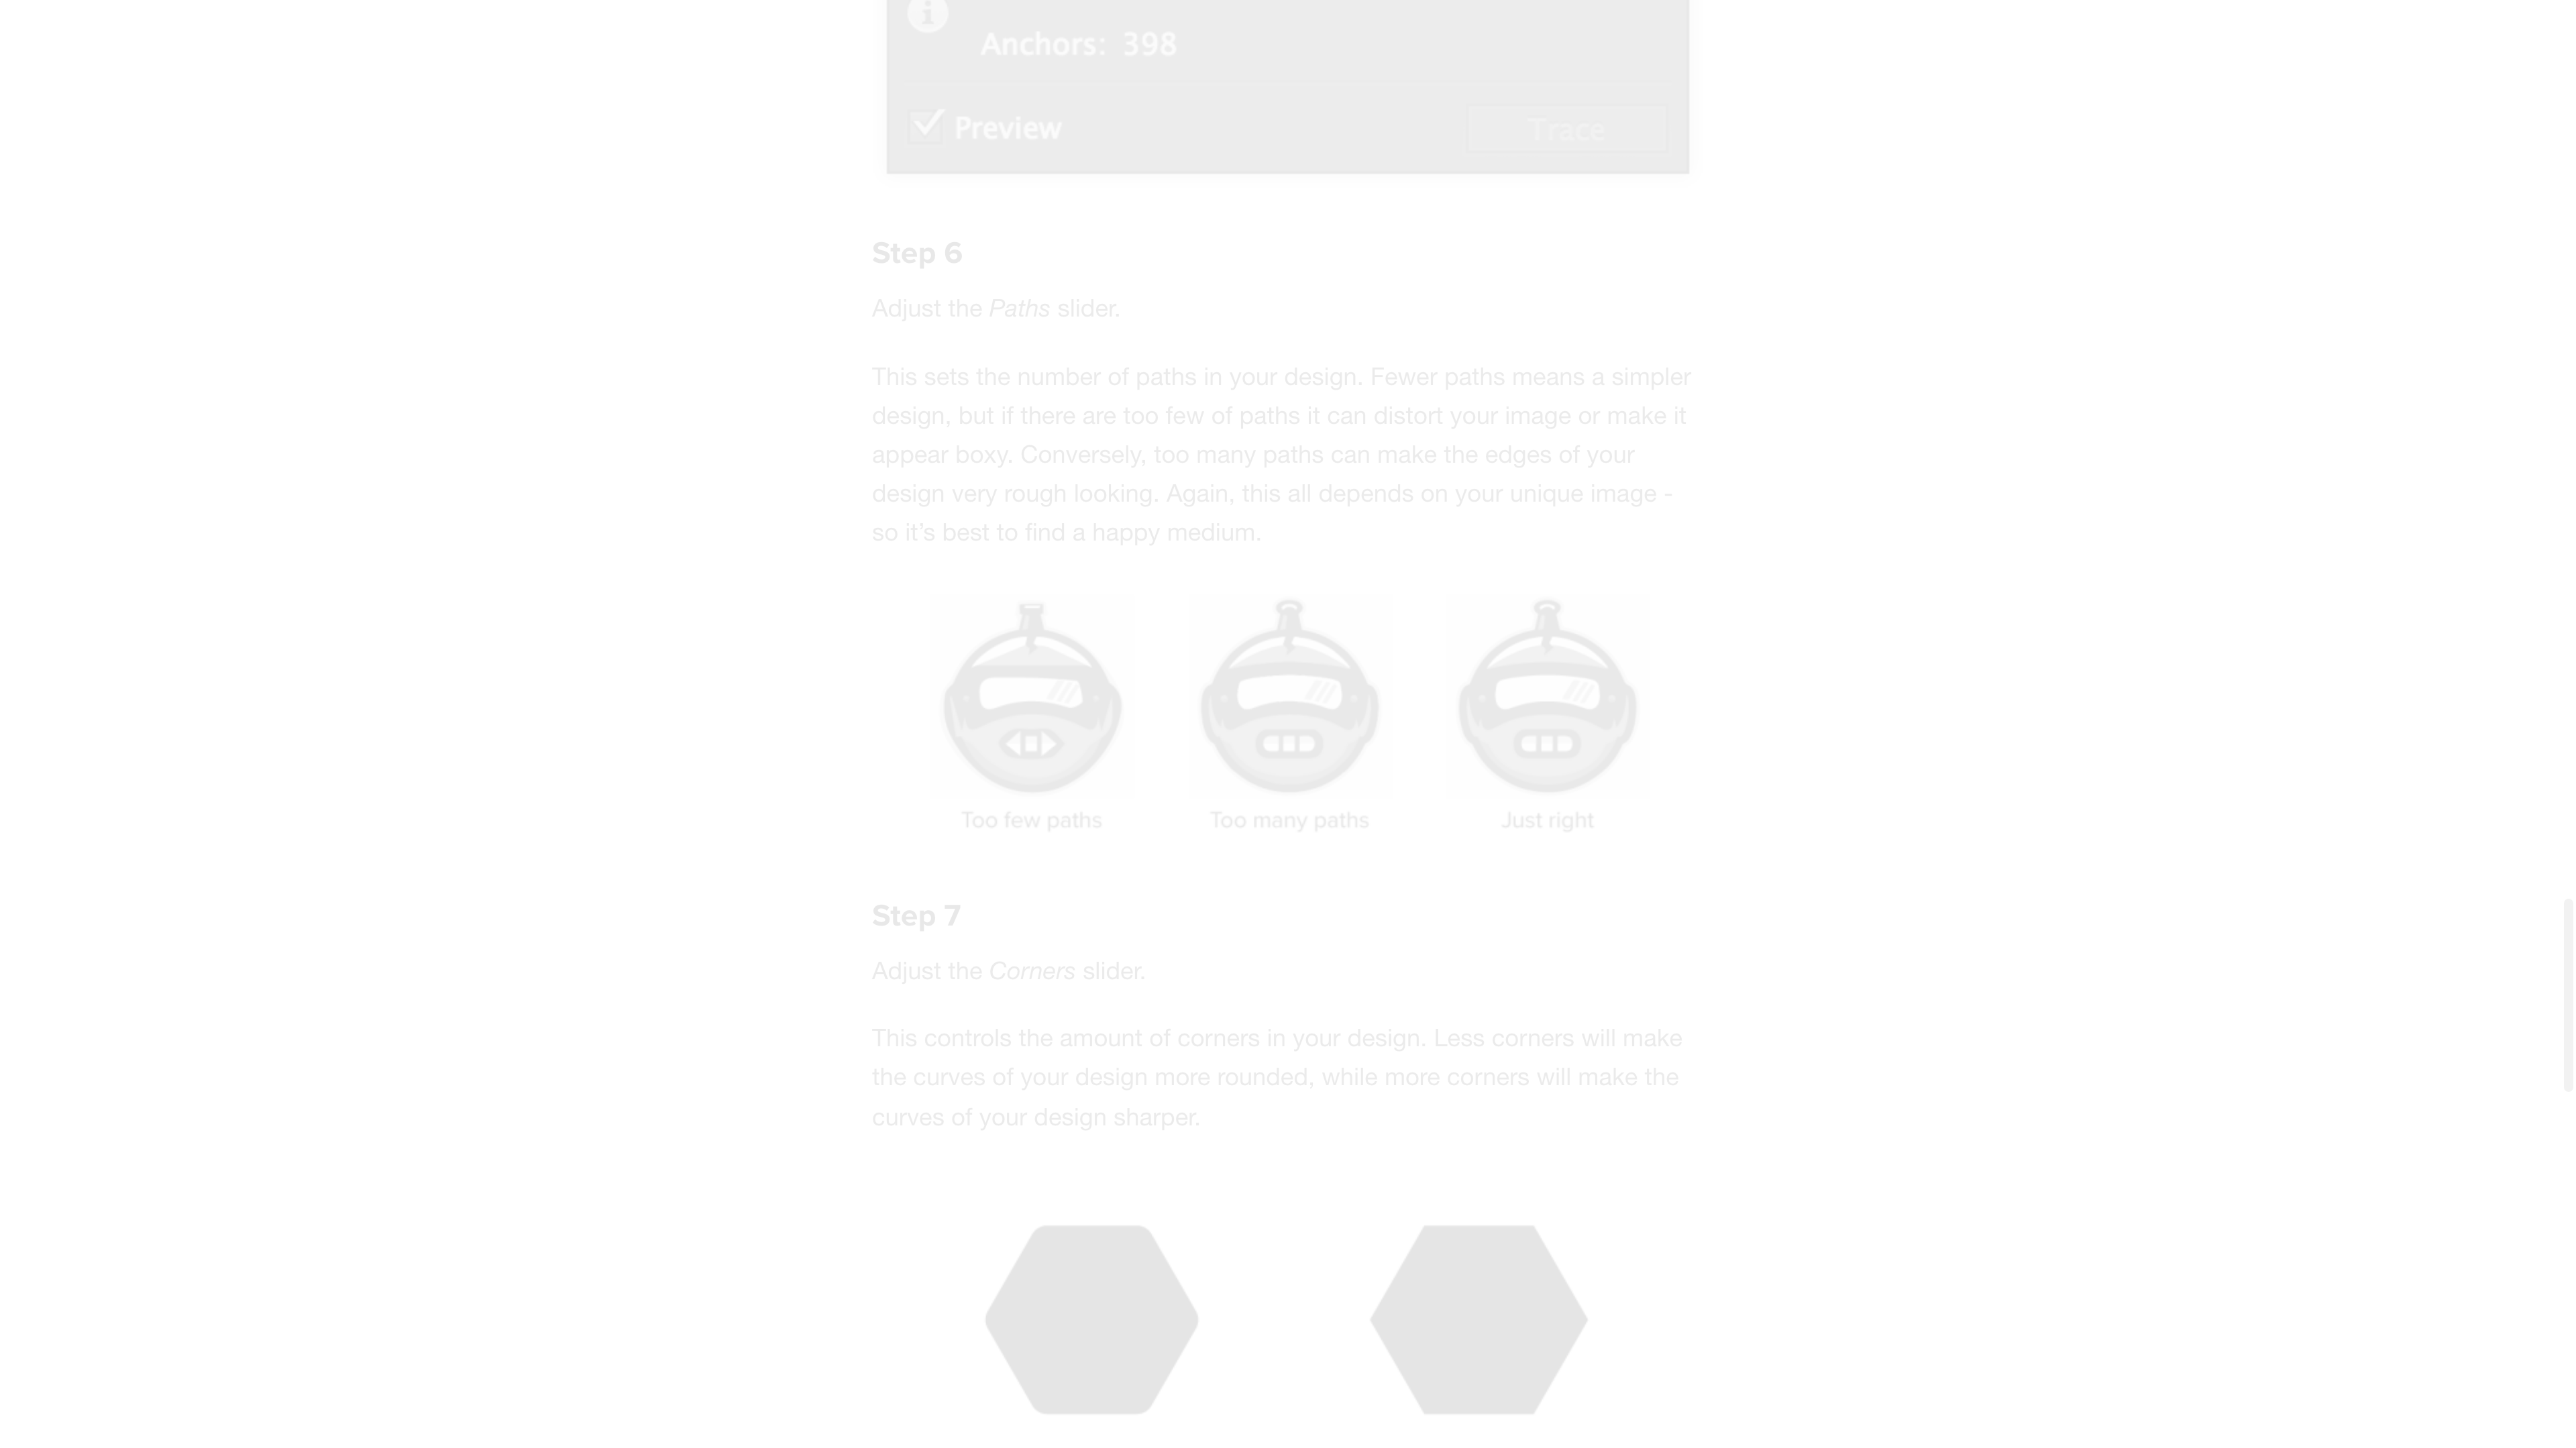 Anchors: 398
Preview
Trace
Step 6
Adjust the Paths slider.
This sets the number of paths in your design. Fewer paths means a simpler
design, but if there are too few of paths it can distort your image or make it
appear boxy. Conversely, too many paths can make the edges of your
design very rough looking. Again, this all depends on your unique image -
so it’s best to find a happy medium.
Too few paths
Too many paths
Just right
Step 7
Adjust the Corners slider.
This controls the amount of corners in your design. Less corners will make
the curves of your design more rounded, while more corners will make the
curves of your design sharper.